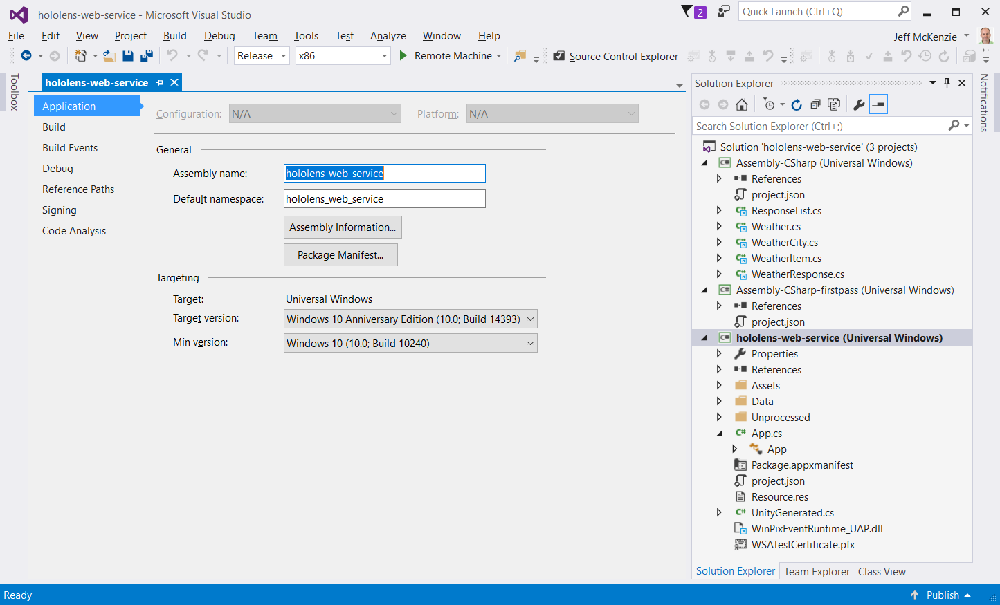 hololens-web-service - Microsoft Visual Studio
2
Quick Launch (Ctrl+Q)
File Edit View Project Build Debug Team Tools Test Analyze Window Help
Jeff McKenzie
Release x86 Remote Machine Source Control Explorer
Toolbox
hololens-web-service
Application
Build
Build Events
Debug
Reference Paths
Signing
Code Analysis
Configuration: N/A Platform: N/A
General
Assembly name: hololens-web-service
Default namespace: hololens_web_service
Assembly Information...
Package Manifest...
Targeting
Target: Universal Windows
Target version: Windows 10 Anniversary Edition (10.0; Build 14393)
Min version: Windows 10 (10.0; Build 10240)
Solution Explorer
Search Solution Explorer (Ctrl+;)
Solution 'hololens-web-service' (3 projects)
C# Assembly-CSharp (Universal Windows)
References
project.json
C# ResponseList.cs
C# Weather.cs
C# WeatherCity.cs
C# WeatherItem.cs
C# WeatherResponse.cs
C# Assembly-CSharp-firstpass (Universal Windows)
References
project.json
C# hololens-web-service (Universal Windows)
Properties
References
Assets
Data
Unprocessed
C# App.cs
App
Package.appxmanifest
project.json
Resource.res
C# UnityGenerated.cs
WinPixEventRuntime_UAP.dll
WSATestCertificate.pfx
Solution Explorer Team Explorer Class View
Notifications
Ready
Publish